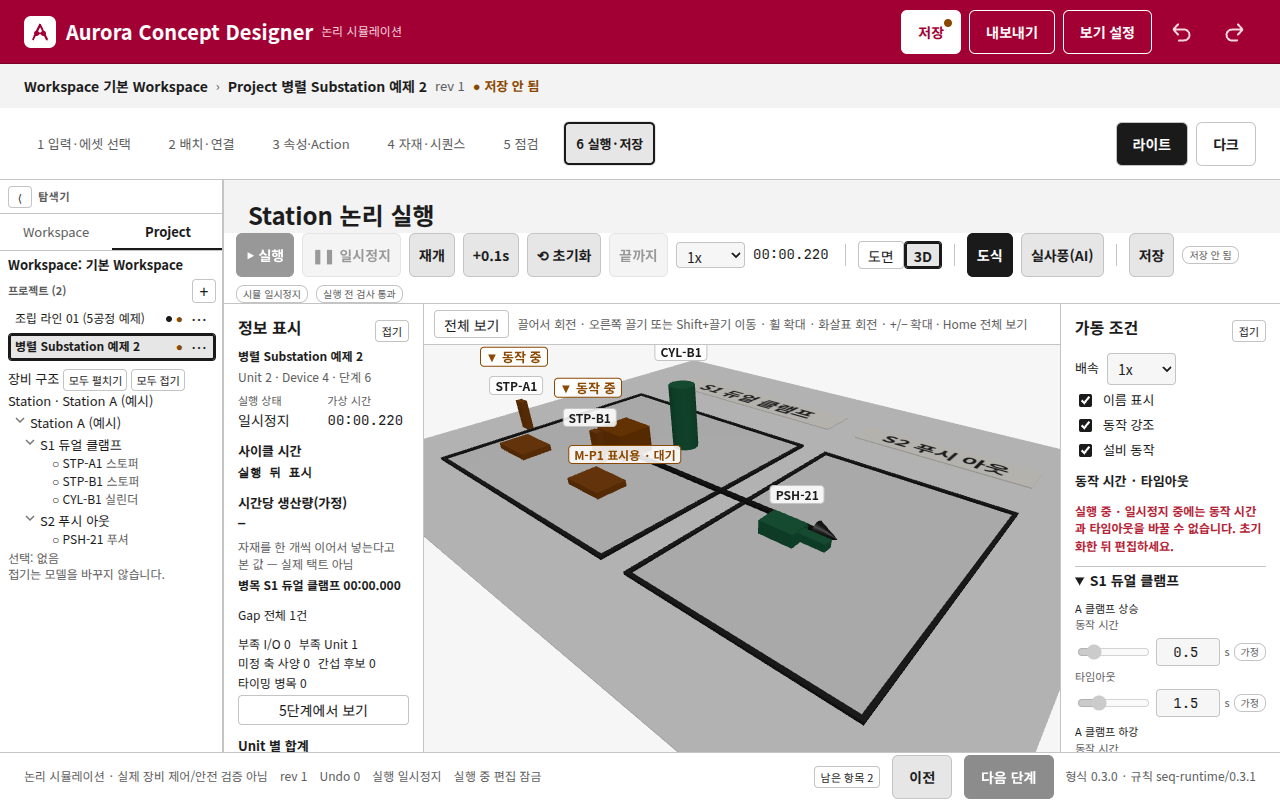 Aurora Concept Designer 논리 시뮬레이션
저장 내보내기 보기 설정
Workspace 기본 Workspace › Project 병렬 Substation 예제 2 rev 1 ● 저장 안 됨
1 입력·에셋 선택 2 배치·연결 3 속성·Action 4 자재·시퀀스 5 점검 6 실행·저장
라이트 다크
탐색기
Workspace Project
Workspace: 기본 Workspace
프로젝트 (2) +
조립 라인 01 (5공정 예제)
병렬 Substation 예제 2
장비 구조 모두 펼치기 모두 접기
Station · Station A (예시)
Station A (예시)
S1 듀얼 클램프
STP-A1 스토퍼
STP-B1 스토퍼
CYL-B1 실린더
S2 푸시 아웃
PSH-21 푸셔
선택: 없음
접기는 모델을 바꾸지 않습니다.
Station 논리 실행
실행 일시정지 재개 +0.1s 초기화 끝까지 1x 00:00.220 도면 3D 도식 실사풍(AI) 저장 저장 안 됨
시뮬 일시정지 실행 전 검사 통과
정보 표시 접기
병렬 Substation 예제 2
Unit 2 · Device 4 · 단계 6
실행 상태 가상 시간
일시정지 00:00.220
사이클 시간
실행 뒤 표시
시간당 생산량(가정)
—
자재를 한 개씩 이어서 넣는다고
본 값 — 실제 택트 아님
병목 S1 듀얼 클램프 00:00.000
Gap 전체 1건
부족 I/O 0 부족 Unit 1
미정 축 사양 0 간섭 후보 0
타이밍 병목 0
5단계에서 보기
Unit 별 합계
전체 보기 끌어서 회전 · 오른쪽 끌기 또는 Shift+끌기 이동 · 휠 확대 · 화살표 회전 · +/− 확대 · Home 전체 보기
▼ 동작 중
CYL-B1
STP-A1
▼ 동작 중
STP-B1
M-P1 표시용 · 대기
PSH-21
S1 듀얼 클램프
S2 푸시 아웃
가동 조건 접기
배속 1x
이름 표시
동작 강조
설비 동작
동작 시간 · 타임아웃
실행 중 · 일시정지 중에는 동작 시간
과 타임아웃을 바꿀 수 없습니다. 초기
화한 뒤 편집하세요.
▼ S1 듀얼 클램프
A 클램프 상승
동작 시간
0.5 s 가정
타임아웃
1.5 s 가정
A 클램프 하강
동작 시간
논리 시뮬레이션 · 실제 장비 제어/안전 검증 아님 rev 1 Undo 0 실행 일시정지 실행 중 편집 잠금
남은 항목 2 이전 다음 단계 형식 0.3.0 · 규칙 seq-runtime/0.3.1